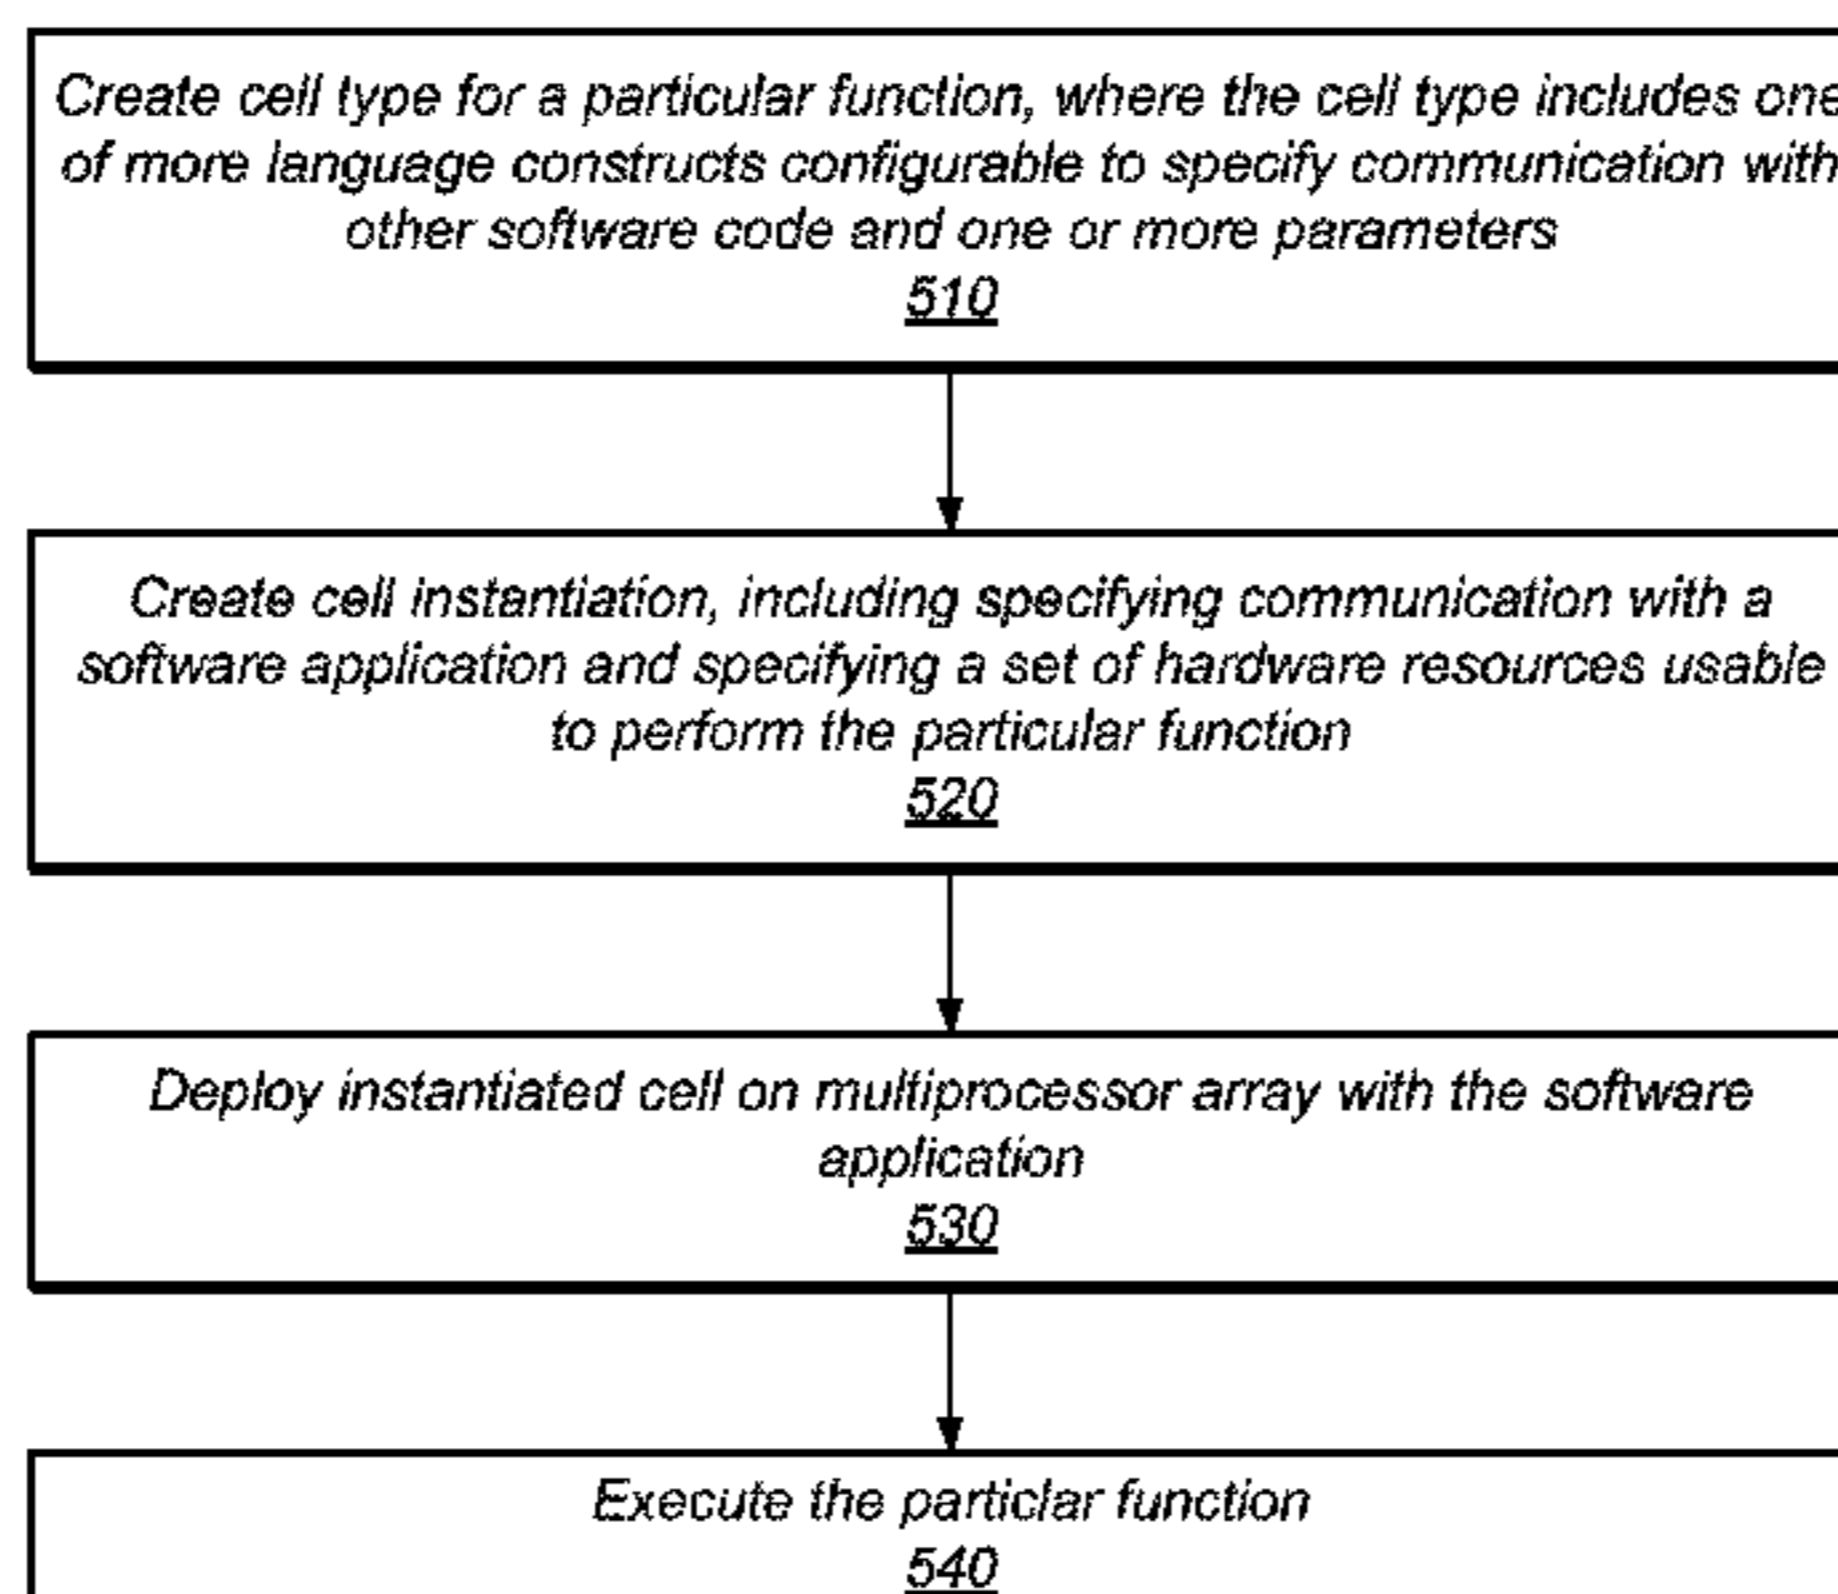 Create cell type for a particular function, where the cell type includes one
of more language constructs configurable to specify communication with
other software code and one or more parameters
510
Create cell instantiation, including specifying communication with a
software application and specifying a set of hardware resources usable
to perform the particular function
520
Deploy instantiated cell on multiprocessor array with the software
application
530
Execute the particlar function
540